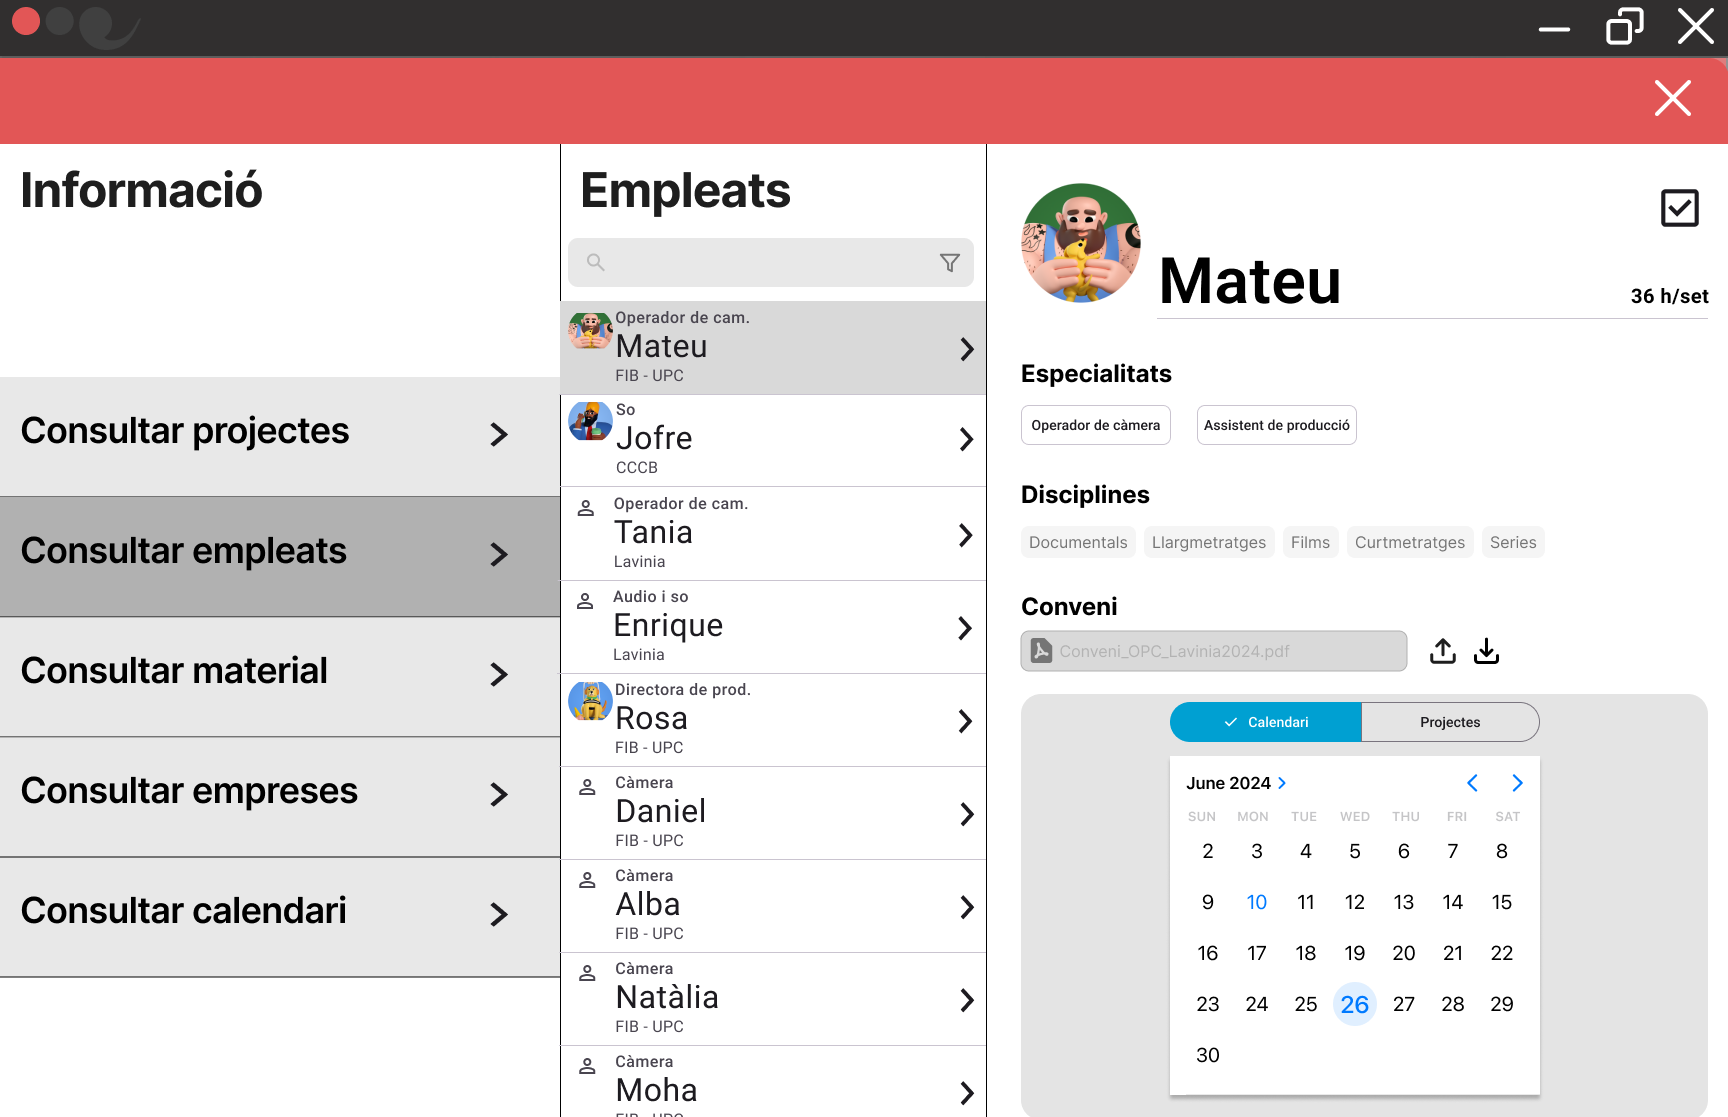 Informació
Consultar projectes
Consultar empleats
Consultar material
Consultar empreses
Consultar calendari
Empleats
Operador de cam.
Mateu
FIB - UPC
So
Jofre
CCCB
Operador de cam.
Tania
Lavinia
Audio i so
Enrique
Lavinia
Directora de prod.
Rosa
FIB - UPC
Càmera
Daniel
FIB - UPC
Càmera
Alba
FIB - UPC
Càmera
Natàlia
FIB - UPC
Càmera
Moha
FIB - UPC
Mateu
36 h/set
Especialitats
Operador de càmera Assistent de producció
Disciplines
Documentals Llargmetratges Films Curtmetratges Series
Conveni
Conveni_OPC_Lavinia2024.pdf
Calendari Projectes
June 2024
SUN MON TUE WED THU FRI SAT
2 3 4 5 6 7 8
9 10 11 12 13 14 15
16 17 18 19 20 21 22
23 24 25 26 27 28 29
30